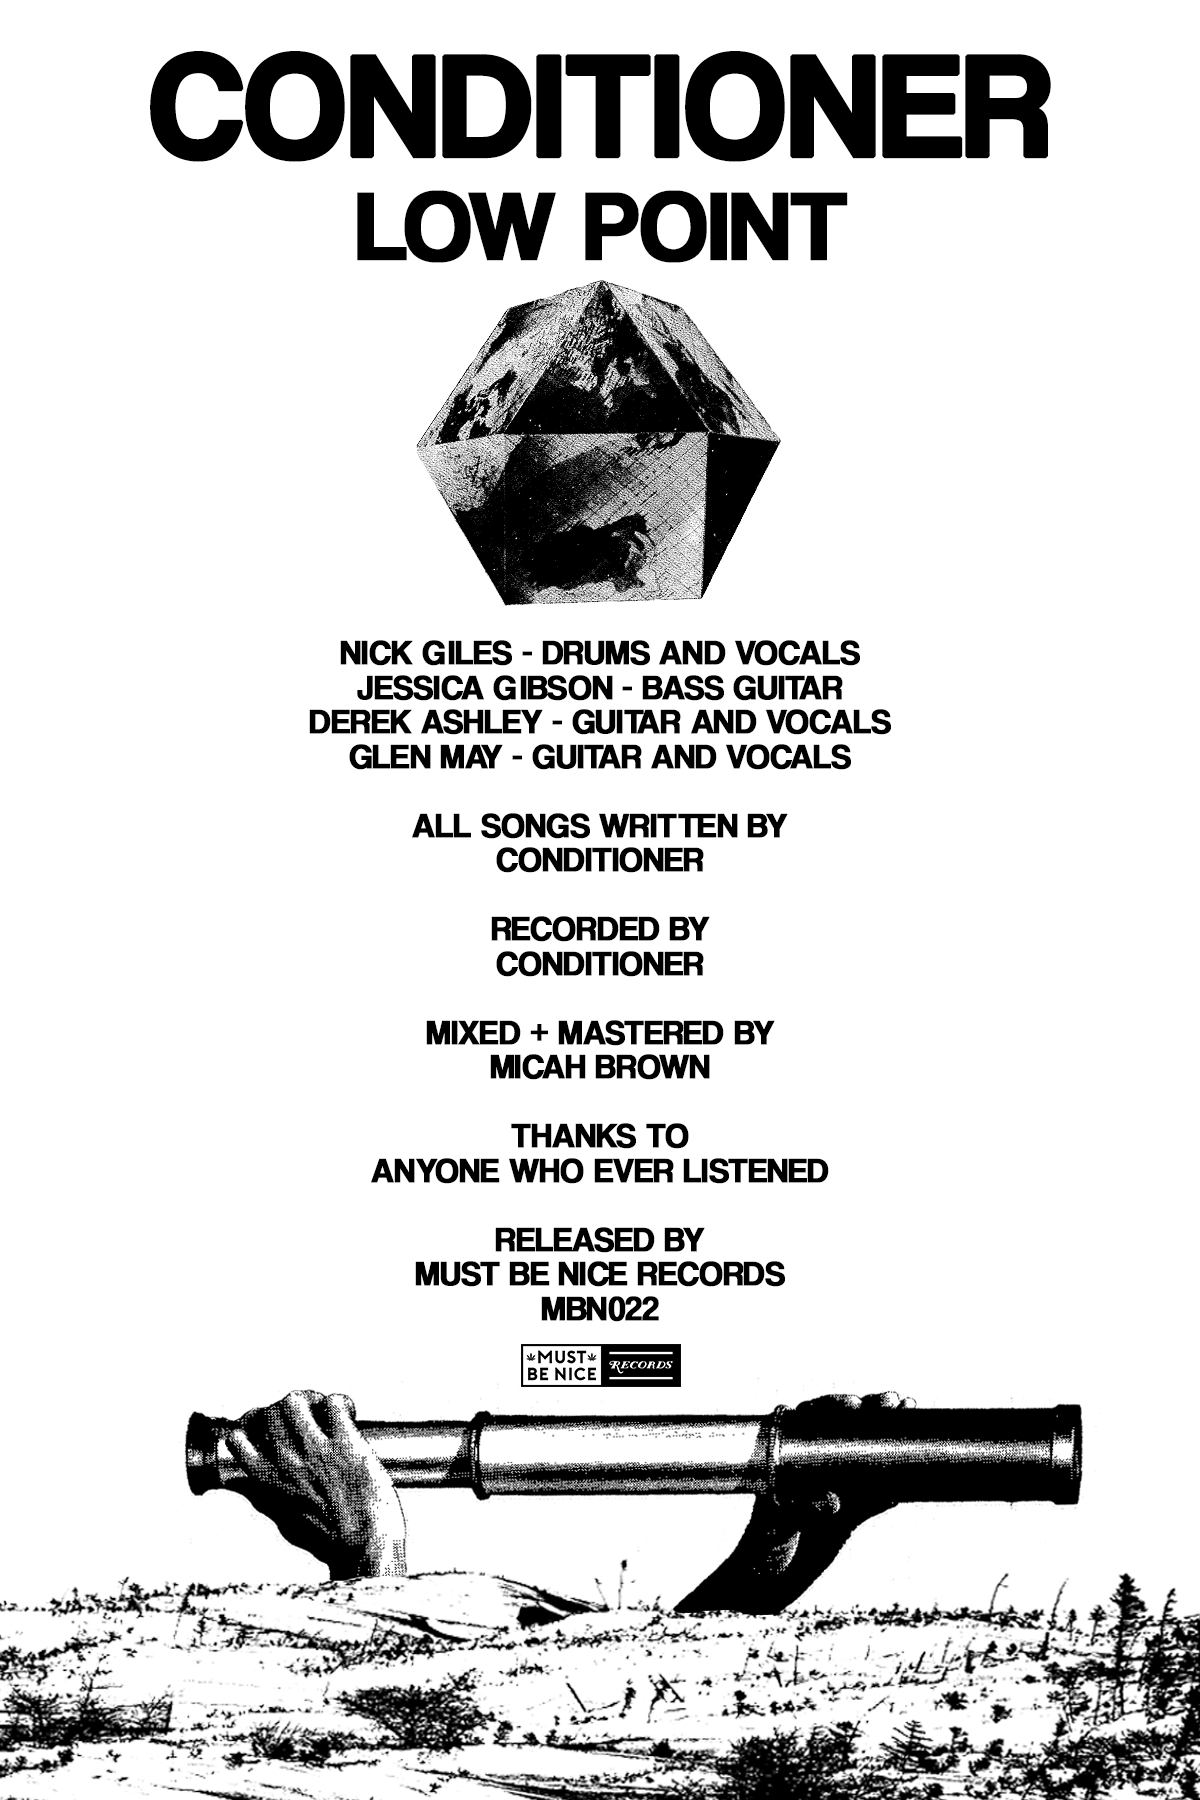 CONDITIONER
LOW POINT
NICK GILES - DRUMS AND VOCALS
JESSICA GIBSON - BASS GUITAR
DEREK ASHLEY - GUITAR AND VOCALS
GLEN MAY - GUITAR AND VOCALS
ALL SONGS WRITTEN BY
CONDITIONER
RECORDED BY
CONDITIONER
MIXED + MASTERED BY
MICAH BROWN
THANKS TO
ANYONE WHO EVER LISTENED
RELEASED BY
MUST BE NICE RECORDS
MBN022
MUST
BE NICE
RECORDS